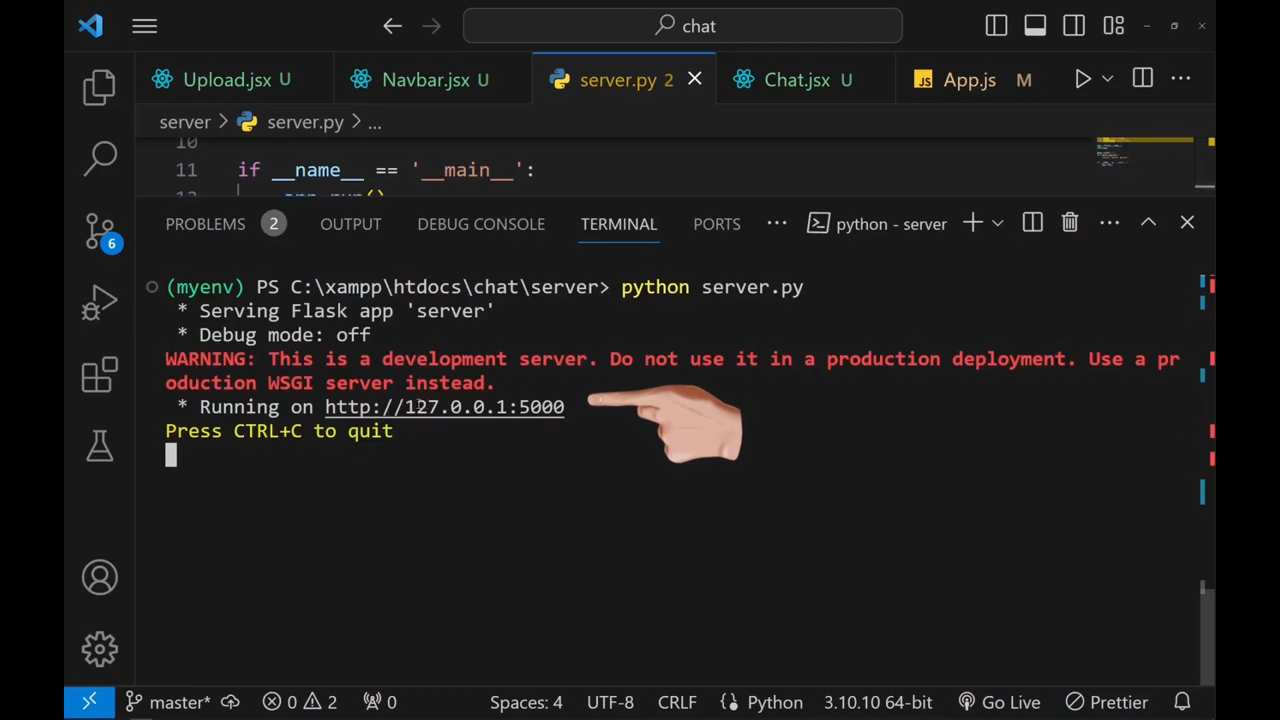 chat
Upload.jsx U
Navbar.jsx U
server.py 2
Chat.jsx U
JS App.js M
server > server.py > ...
10
11 if __name__ == '__main__':
12 app.run()
PROBLEMS 2
OUTPUT
DEBUG CONSOLE
TERMINAL
PORTS
python - server
6
(myenv) PS C:\xampp\htdocs\chat\server> python server.py
* Serving Flask app 'server'
* Debug mode: off
WARNING: This is a development server. Do not use it in a production deployment. Use a pr
oduction WSGI server instead.
* Running on http://127.0.0.1:5000
Press CTRL+C to quit
master* 0 2 0 Spaces: 4 UTF-8 CRLF Python 3.10.10 64-bit Go Live Prettier